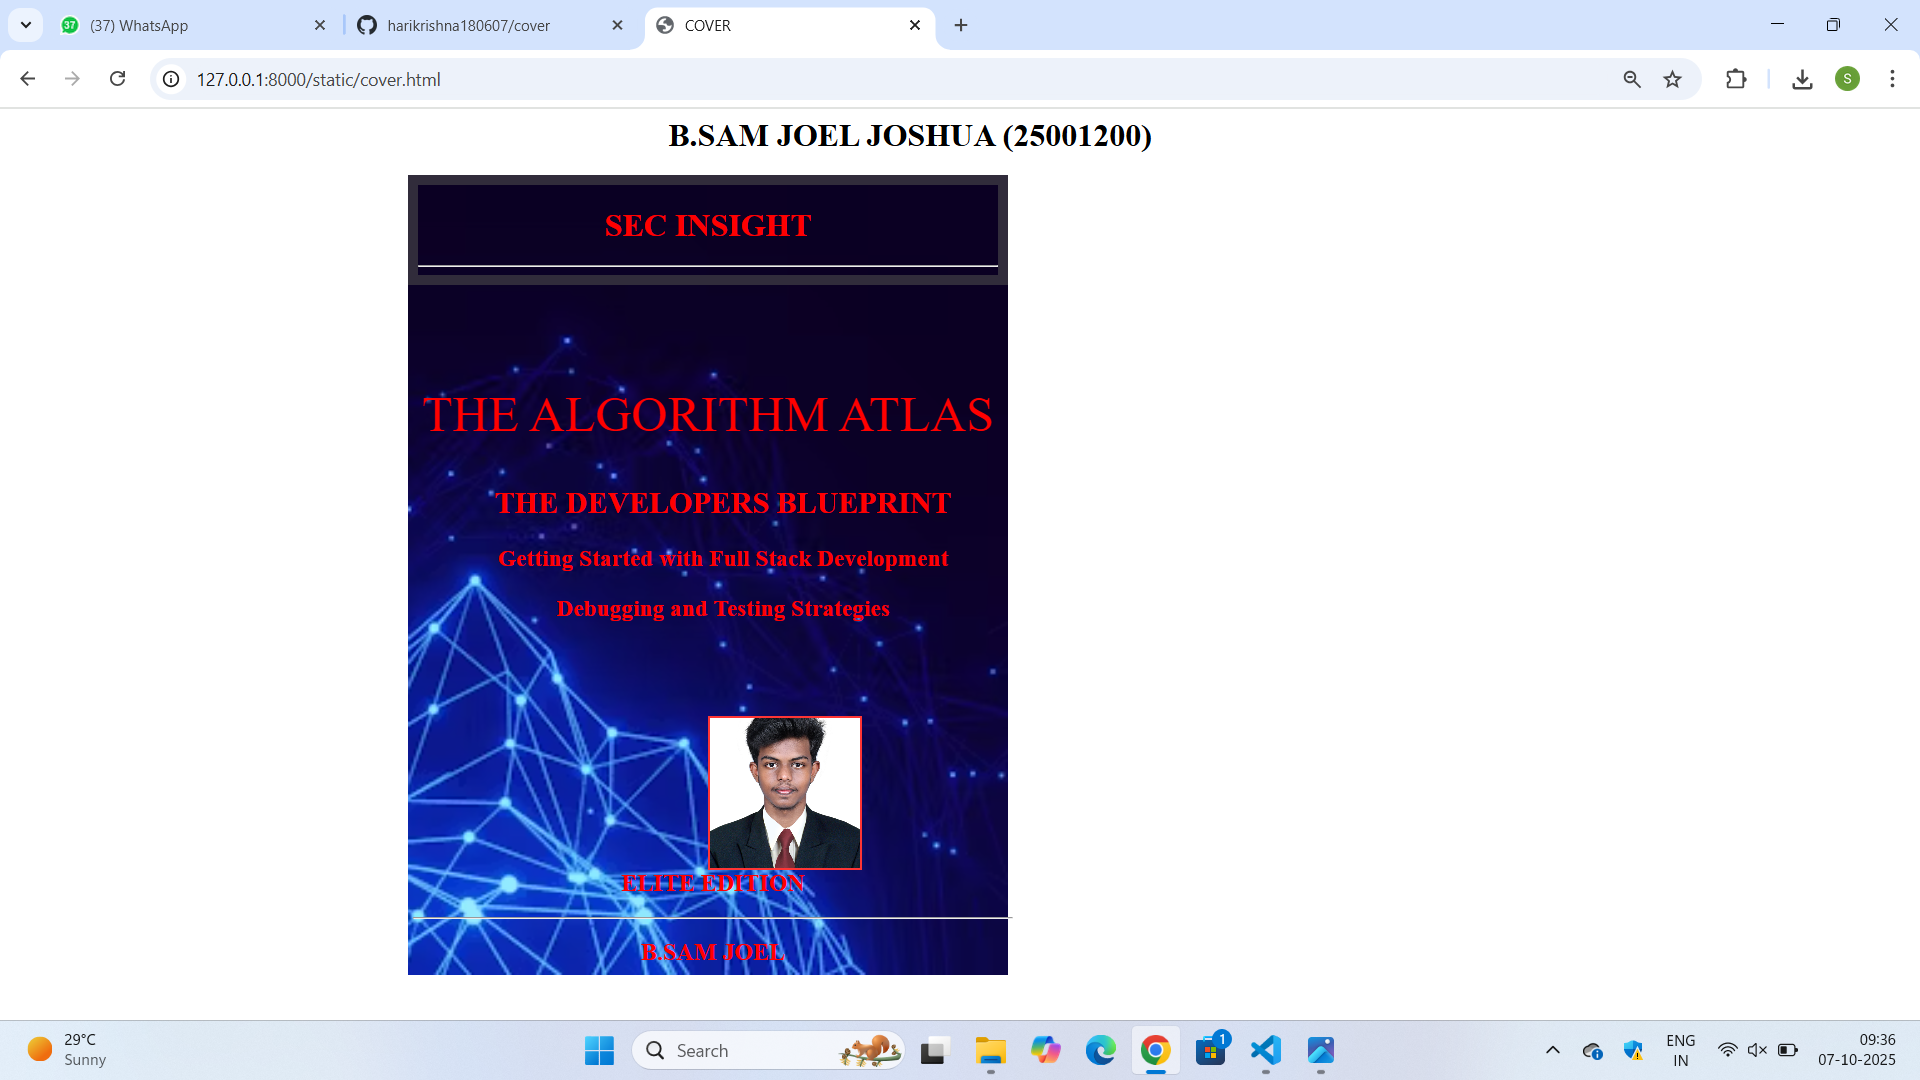 37
(37) WhatsApp
harikrishna180607/cover
COVER
127.0.0.1:8000/static/cover.html
S
B.SAM JOEL JOSHUA (25001200)
SEC INSIGHT
THE ALGORITHM ATLAS
THE DEVELOPERS BLUEPRINT
Getting Started with Full Stack Development
Debugging and Testing Strategies
ELITE EDITION
B.SAM JOEL
29°C
Sunny
Search
1
ENG
IN
09:36
07-10-2025